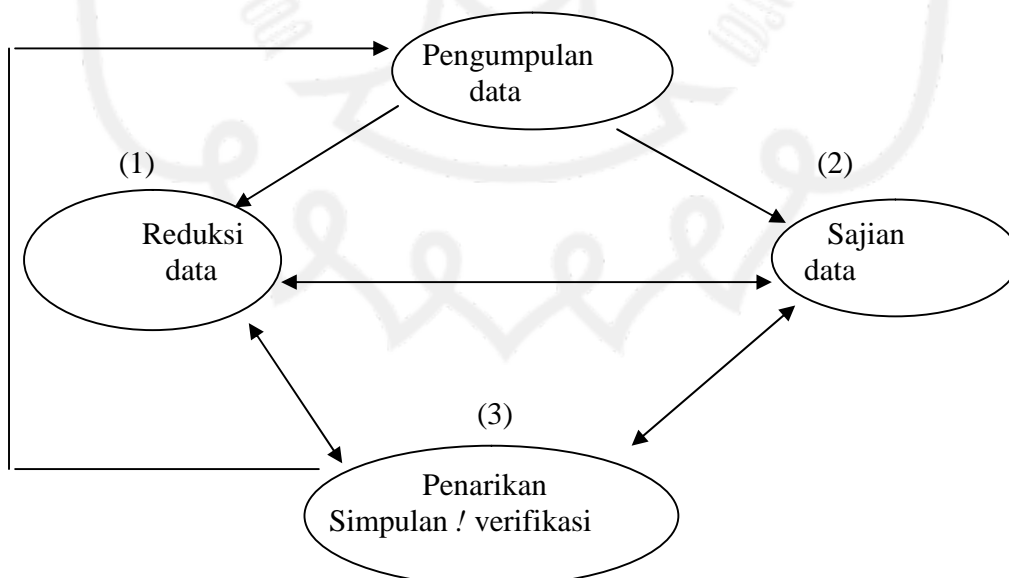 Pengumpulan
data
(1)
(2)
Reduksi
data
Sajian
data
(3)
Penarikan
Simpulan ! verifikasi